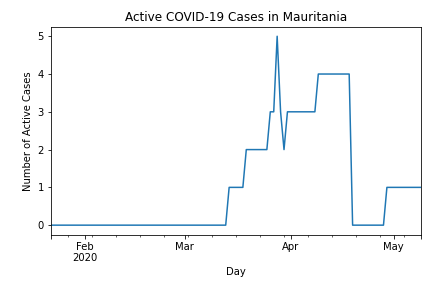 Active COVID-19 Cases in Mauritania
Number of Active Cases
5
4
3
2
1
0
Feb
2020
Mar
Apr
May
Day